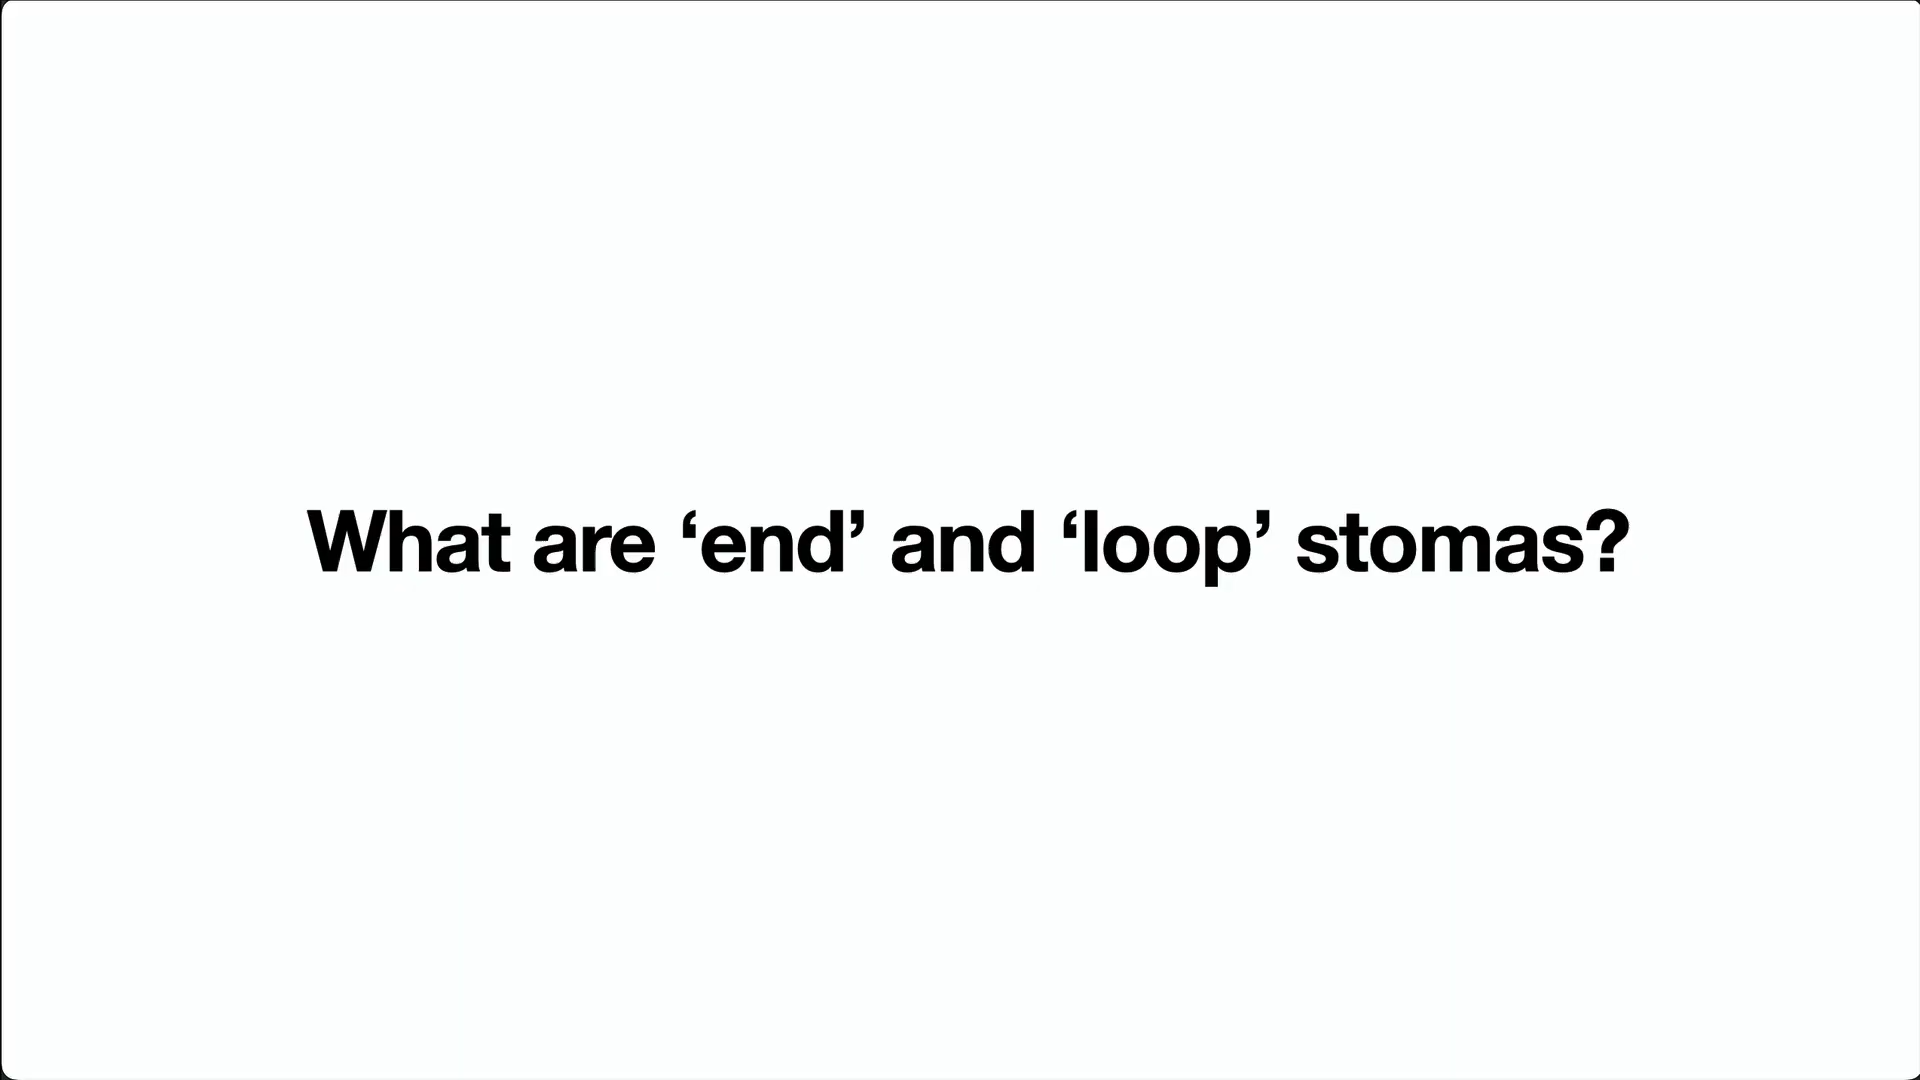 What are ‘end’ and ‘loop’ stomas?